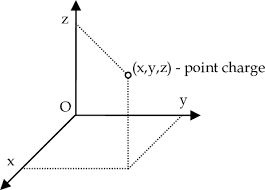 z
(x,y,z) - point charge
O
y
x